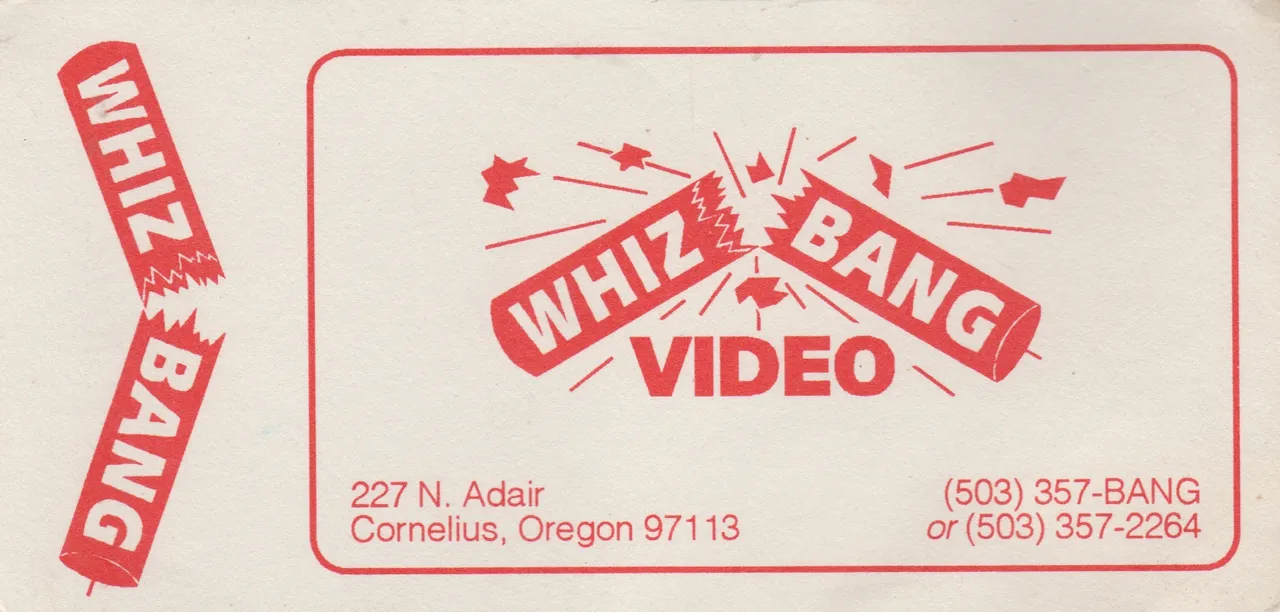 WHIZ BANG
WHIZ BANG
VIDEO
227 N. Adair
Cornelius, Oregon 97113
(503) 357-BANG
or (503) 357-2264